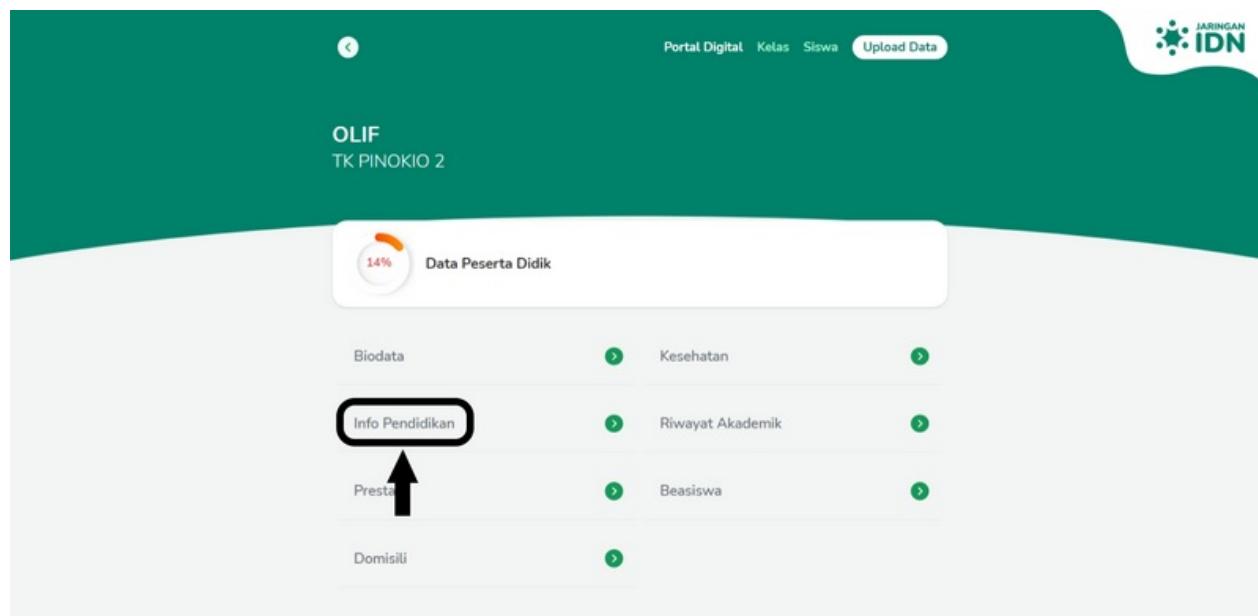 Portal Digital Kelas Siswa Upload Data
JARINGAN
IDN
OLIF
TK PINOKIO 2
14% Data Peserta Didik
Biodata
Kesehatan
Info Pendidikan
Riwayat Akademik
Beasiswa
Domisili